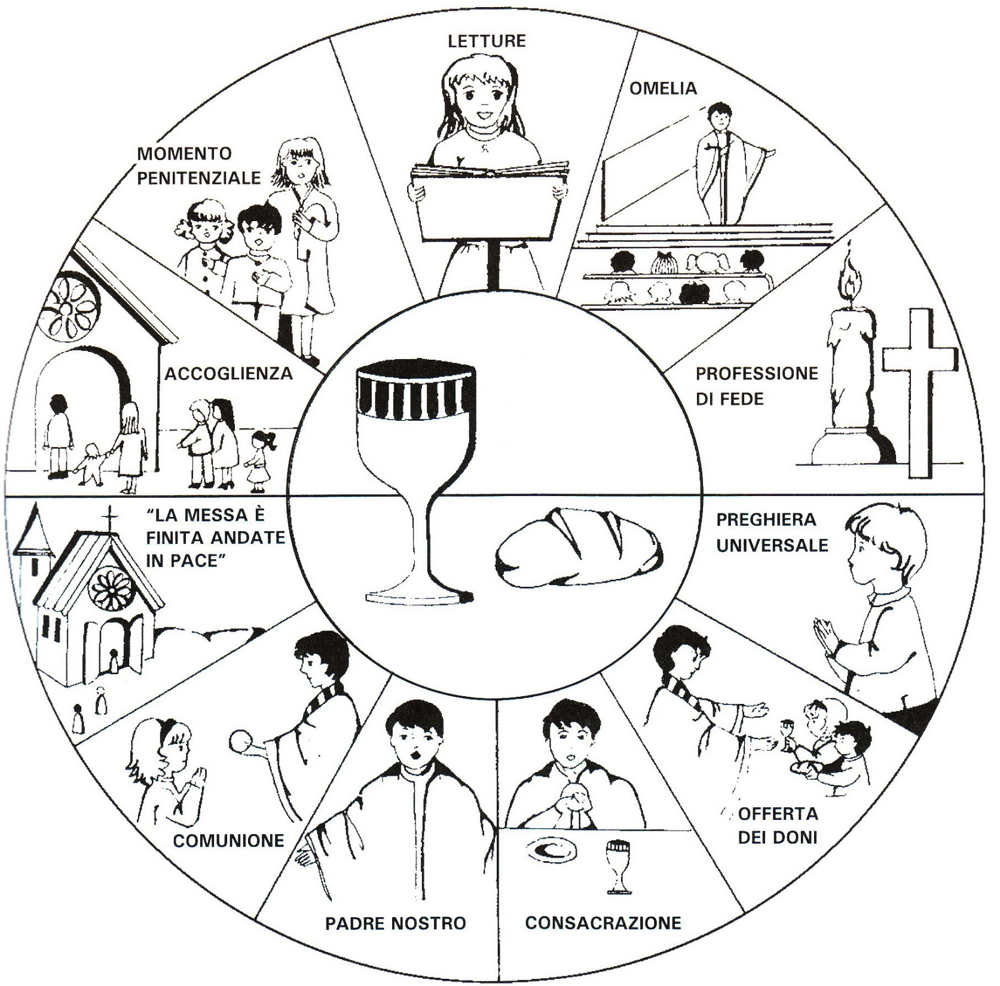 LETTURE
OMELIA
MOMENTO
PENITENZIALE
ACCOGLIENZA
PROFESSIONE
DI FEDE
"LA MESSA È
FINITA ANDATE
IN PACE"
PREGHIERA
UNIVERSALE
OFFERTA
DEI DONI
COMUNIONE
PADRE NOSTRO
CONSACRAZIONE